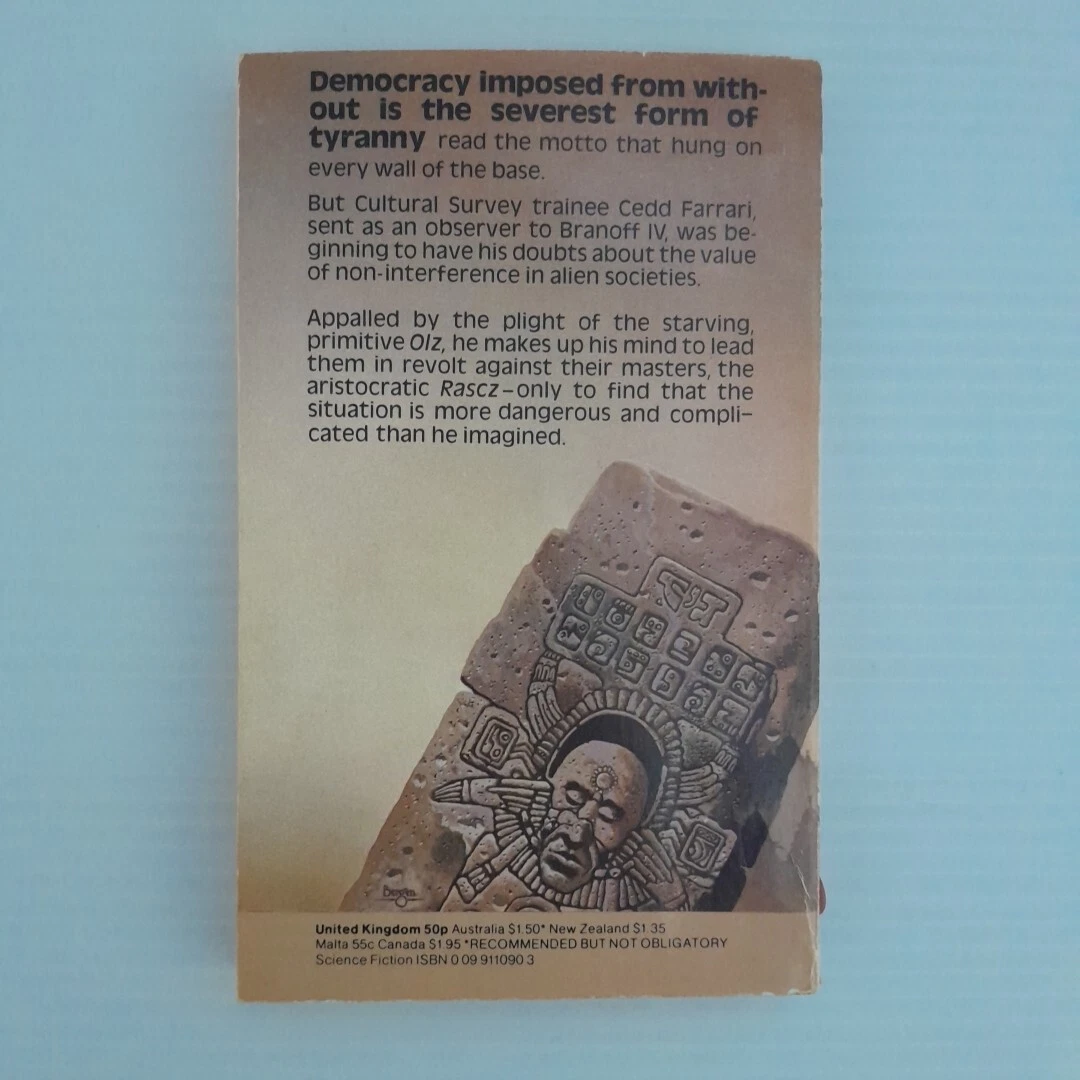 Democracy imposed from with-
out is the severest form of
tyranny read the motto that hung on
every wall of the base.
But Cultural Survey trainee Cedd Farrari,
sent as an observer to Branoff IV, was be-
ginning to have his doubts about the value
of non-interference in alien societies.
Appalled by the plight of the starving,
primitive Olz, he makes up his mind to lead
them in revolt against their masters, the
aristocratic Rascz–only to find that the
situation is more dangerous and compli–
cated than he imagined.
United Kingdom 50p Australia $1.50* New Zealand $1.35
Malta 55c Canada $1.95 *RECOMMENDED BUT NOT OBLIGATORY
Science Fiction ISBN 0 09 911090 3